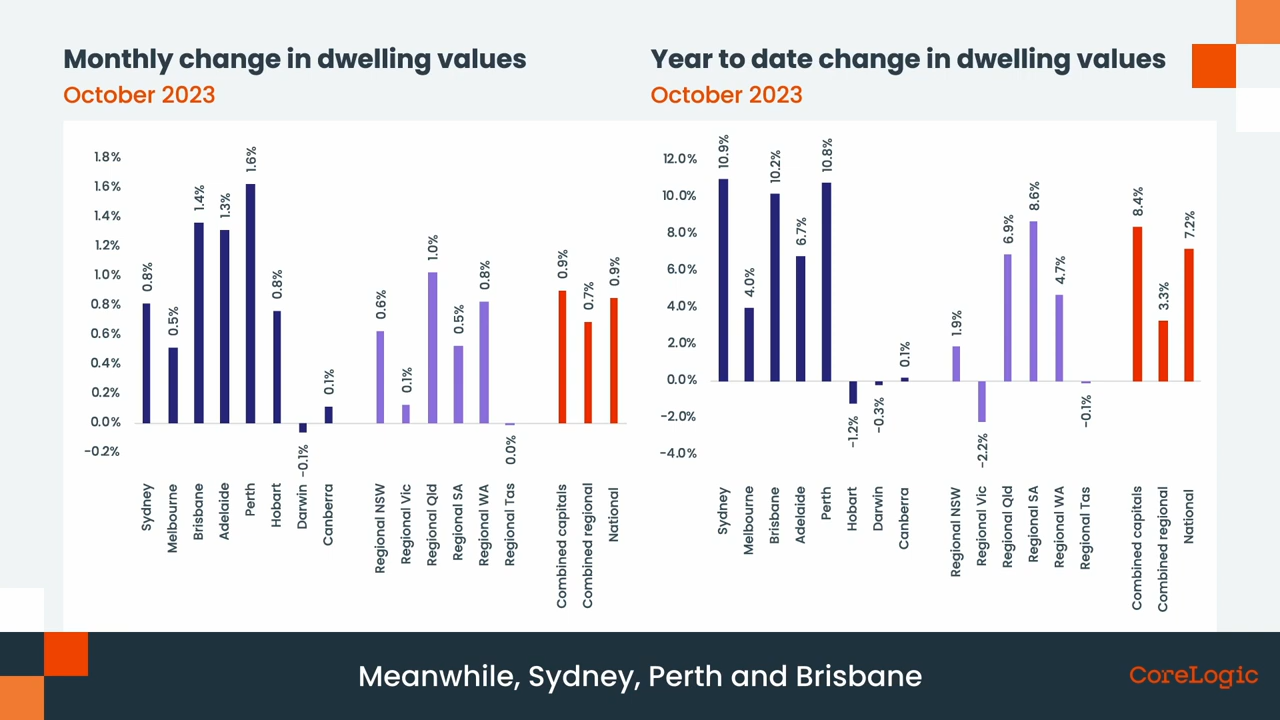 Monthly change in dwelling values
October 2023
1.8%
1.6%
1.4%
1.2%
1.0%
0.8%
0.6%
0.4%
0.2%
0.0%
−0.2%
0.8%
0.5%
1.4%
1.3%
1.6%
0.8%
−0.1%
0.1%
0.6%
0.1%
1.0%
0.5%
0.8%
0.0%
0.9%
0.7%
0.9%
Sydney
Melbourne
Brisbane
Adelaide
Perth
Hobart
Darwin
Canberra
Regional NSW
Regional Vic
Regional Qld
Regional SA
Regional WA
Regional Tas
Combined capitals
Combined regional
National
Year to date change in dwelling values
October 2023
12.0%
10.0%
8.0%
6.0%
4.0%
2.0%
0.0%
−2.0%
−4.0%
10.9%
4.0%
10.2%
6.7%
10.8%
−1.2%
−0.3%
0.1%
1.9%
−2.2%
6.9%
8.6%
4.7%
−0.1%
8.4%
3.3%
7.2%
Sydney
Melbourne
Brisbane
Adelaide
Perth
Hobart
Darwin
Canberra
Regional NSW
Regional Vic
Regional Qld
Regional SA
Regional WA
Regional Tas
Combined capitals
Combined regional
National
Meanwhile, Sydney, Perth and Brisbane
CoreLogic